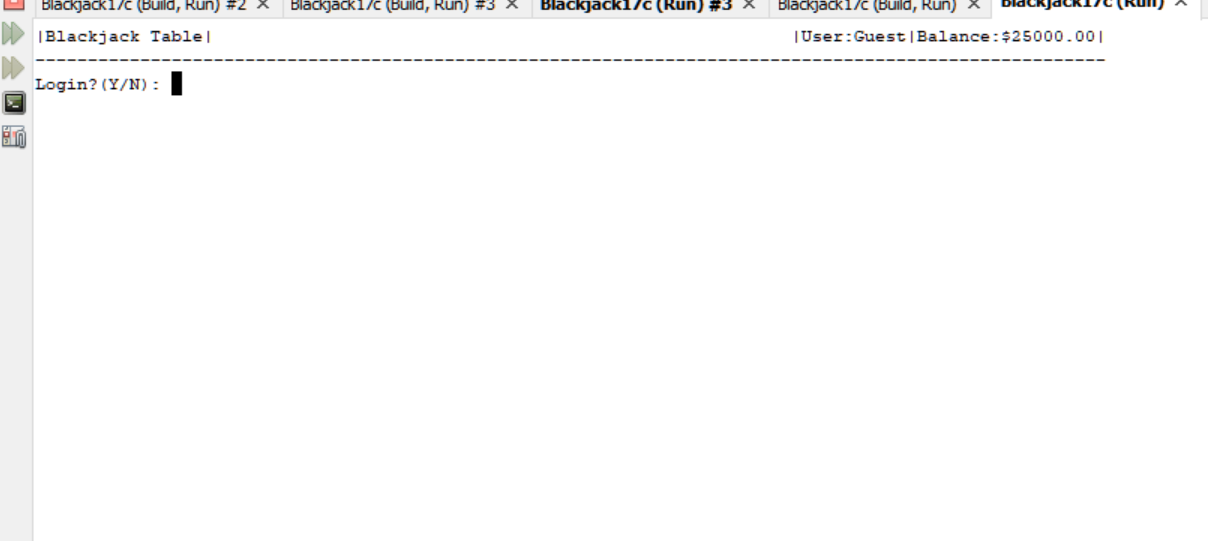 Blackjack17c (Build, Run) #2 × Blackjack17c (Build, Run) #3 × Blackjack17c (Run) #3 × Blackjack17c (Build, Run) × Blackjack17c (Run) ×
|Blackjack Table| |User:Guest|Balance:$25000.00|
Login?(Y/N):